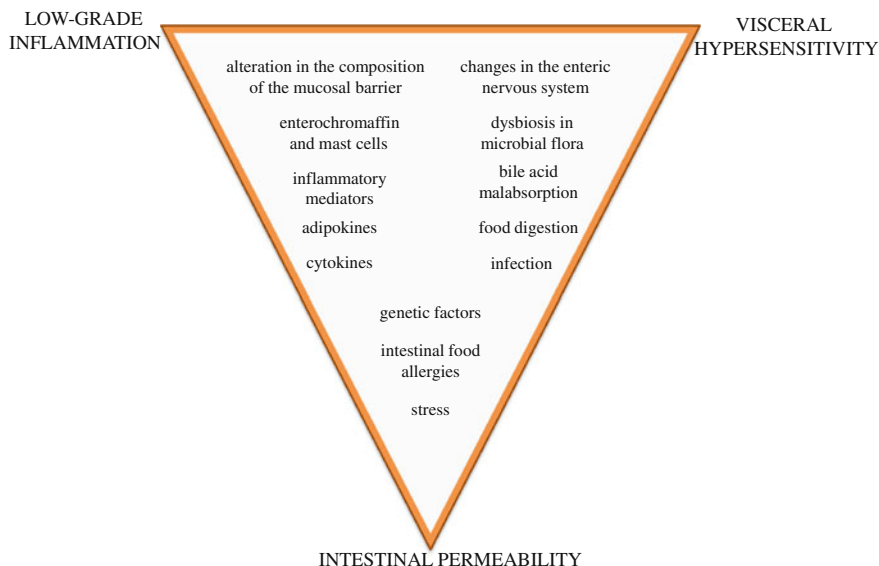 LOW-GRADE
INFLAMMATION
VISCERAL
HYPERSENSITIVITY
alteration in the composition
of the mucosal barrier
changes in the enteric
nervous system
enterochromaffin
and mast cells
dysbiosis in
microbial flora
inflammatory
mediators
bile acid
malabsorption
adipokines
food digestion
cytokines
infection
genetic factors
intestinal food
allergies
stress
INTESTINAL PERMEABILITY